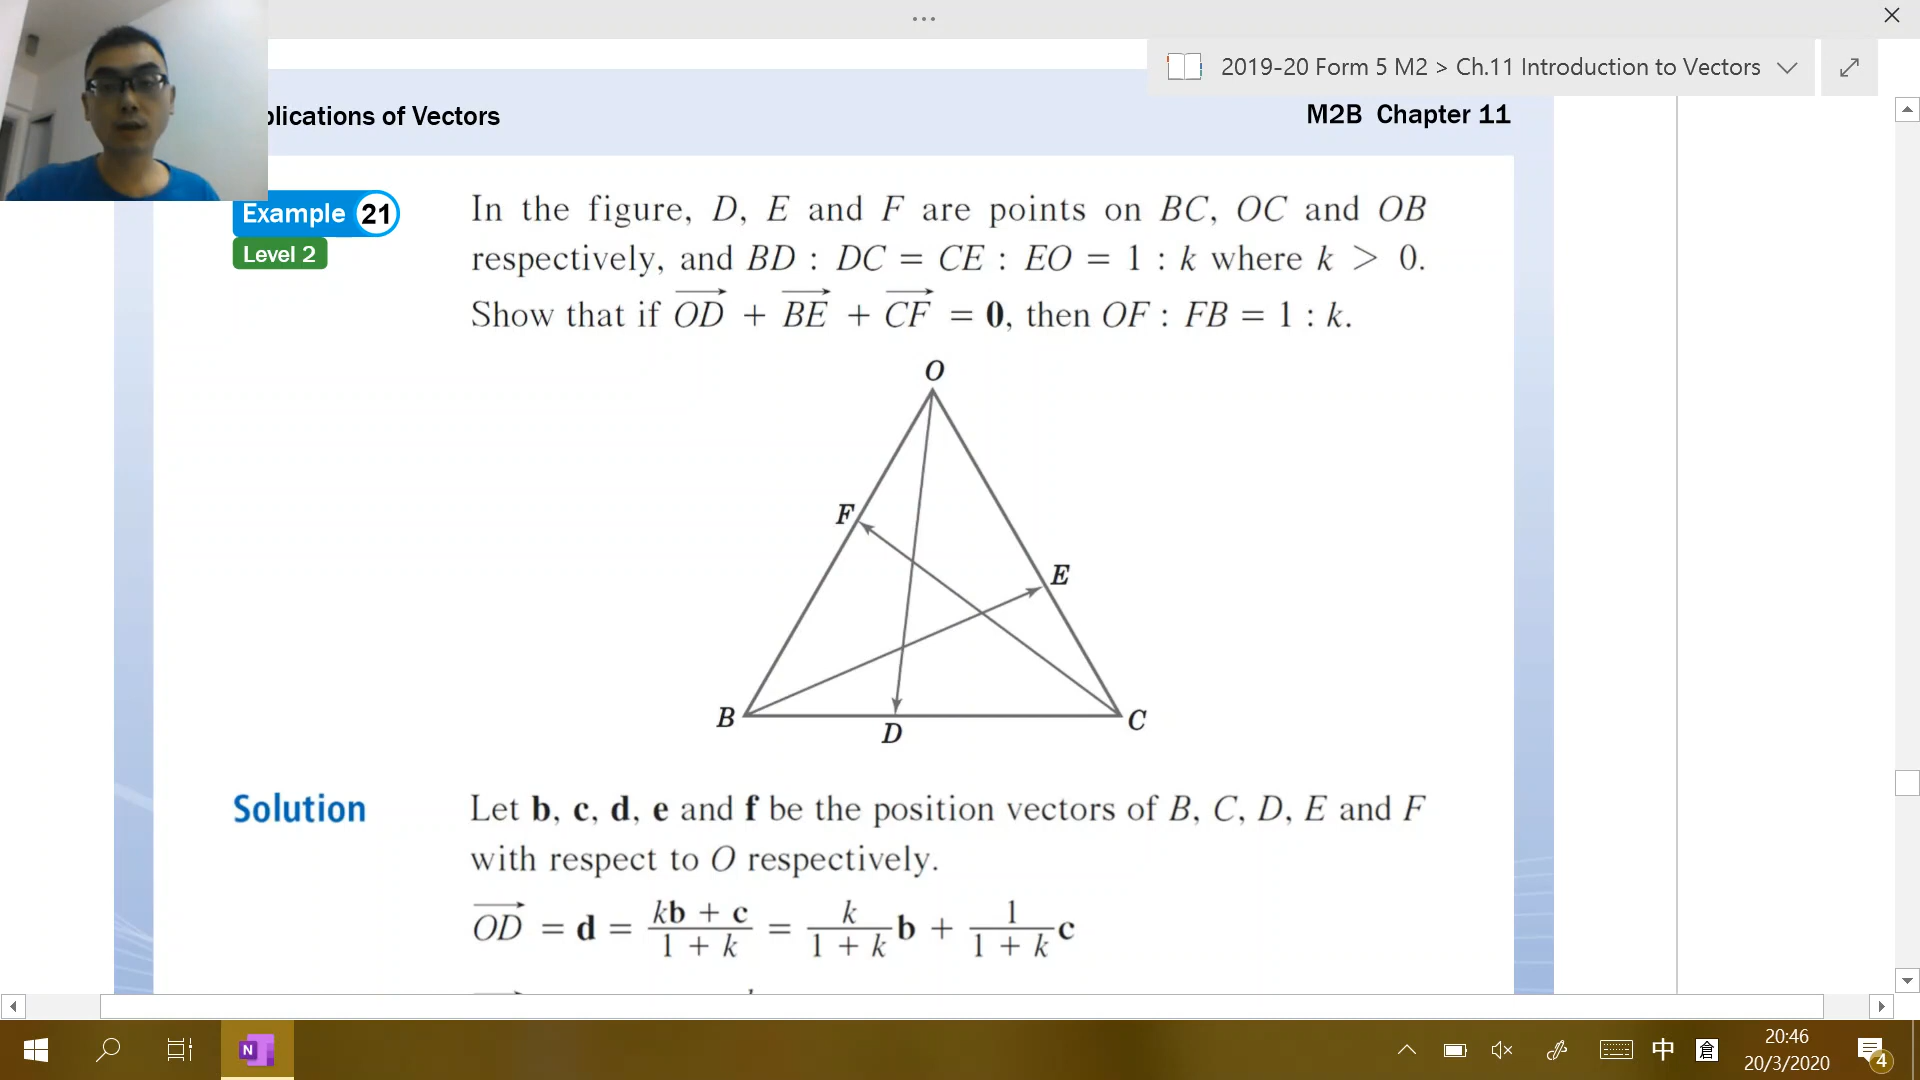 2019-20 Form 5 M2 > Ch.11 Introduction to Vectors
plications of Vectors
M2B Chapter 11
Example 21
Level 2
In the figure, D, E and F are points on BC, OC and OB
respectively, and BD : DC = CE : EO = 1 : k where k > 0.
Show that if OD + BE + CF = 0, then OF : FB = 1 : k.
O
F
E
B
D
C
Solution
Let b, c, d, e and f be the position vectors of B, C, D, E and F
with respect to O respectively.
OD = d = kb + c / 1 + k = k / 1 + k b + 1 / 1 + k c
N
中
倉
20:46
20/3/2020
4